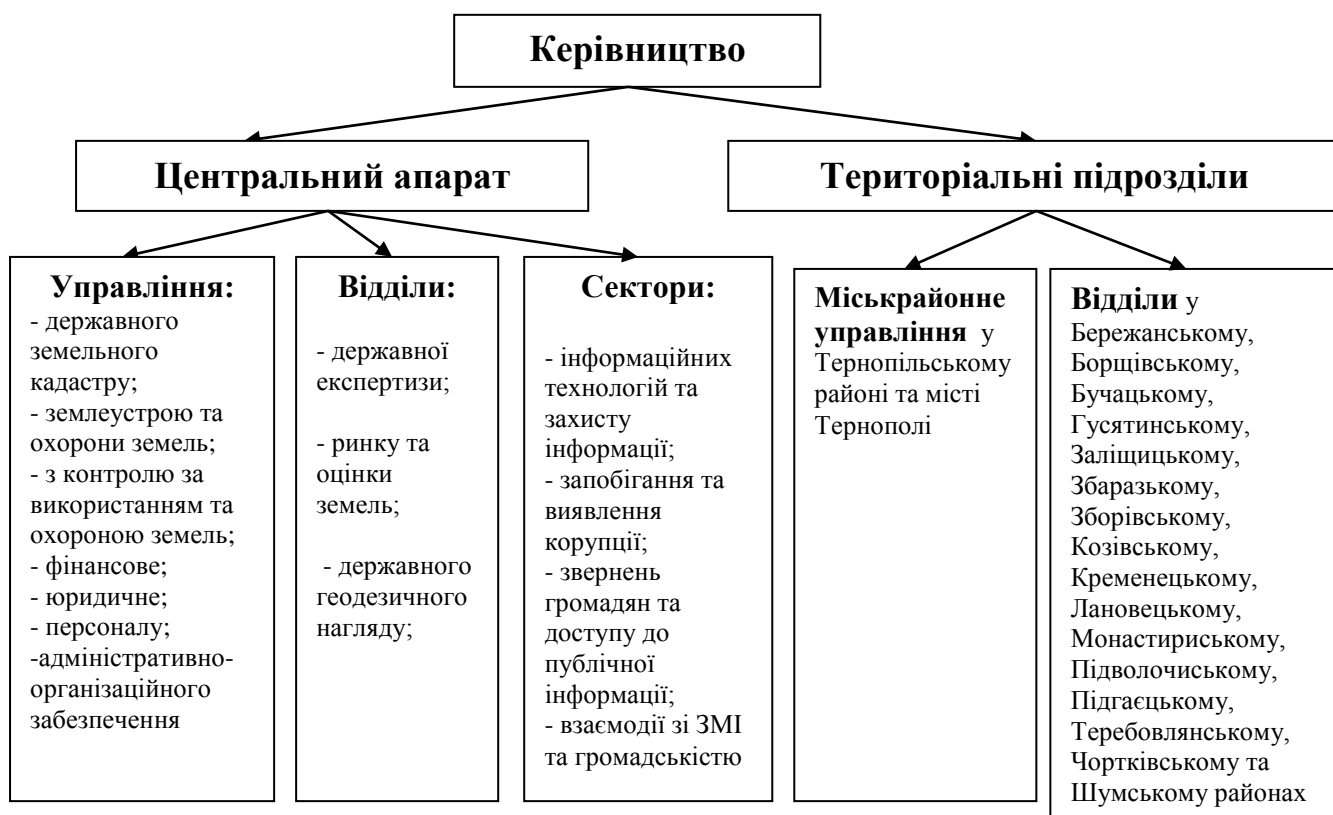 Керівництво
Центральний апарат
Територіальні підрозділи
Управління:
- державного
земельного
кадастру;
- землеустрою та
охорони земель;
- з контролю за
використанням та
охороною земель;
- фінансове;
- юридичне;
- персоналу;
-адміністративно-
організаційного
забезпечення
Відділи:
- державної
експертизи;
- ринку та
оцінки
земель;
- державного
геодезичного
нагляду;
Сектори:
- інформаційних
технологій та
захисту
інформації;
- запобігання та
виявлення
корупції;
- звернень
громадян та
доступу до
публічної
інформації;
- взаємодії зі ЗМІ
та громадськістю
Міськрайонне
управління у
Тернопільському
районі та місті
Тернополі
Відділи у
Бережанському,
Борщівському,
Бучацькому,
Гусятинському,
Заліщицькому,
Збаразькому,
Зборівському,
Козівському,
Кременецькому,
Лановецькому,
Монастириському,
Підволочиському,
Підгаєцькому,
Теребовлянському,
Чортківському та
Шумському районах